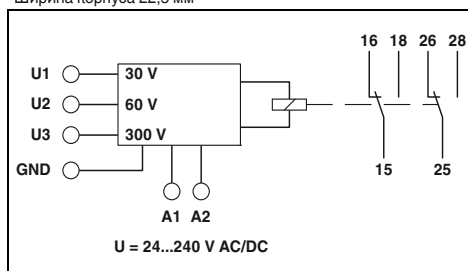 Ширина корпуса 22,5 мм
16 18 26 28
U1 30 V
U2 60 V
U3 300 V
GND
15 25
A1 A2
U = 24...240 V AC/DC